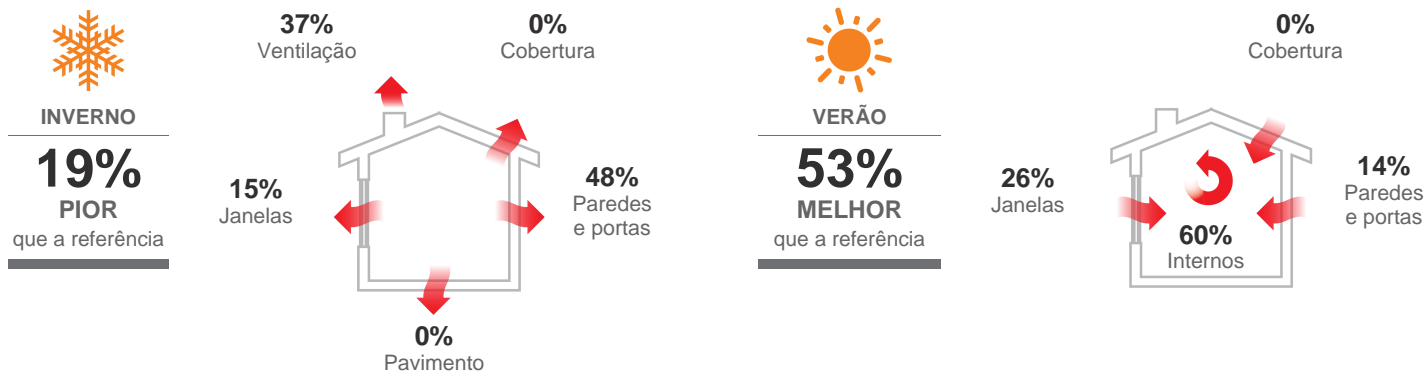 INVERNO
19%
PIOR
que a referência
37%
Ventilação
0%
Cobertura
15%
Janelas
48%
Paredes
e portas
0%
Pavimento
VERÃO
53%
MELHOR
que a referência
0%
Cobertura
26%
Janelas
14%
Paredes
e portas
60%
Internos